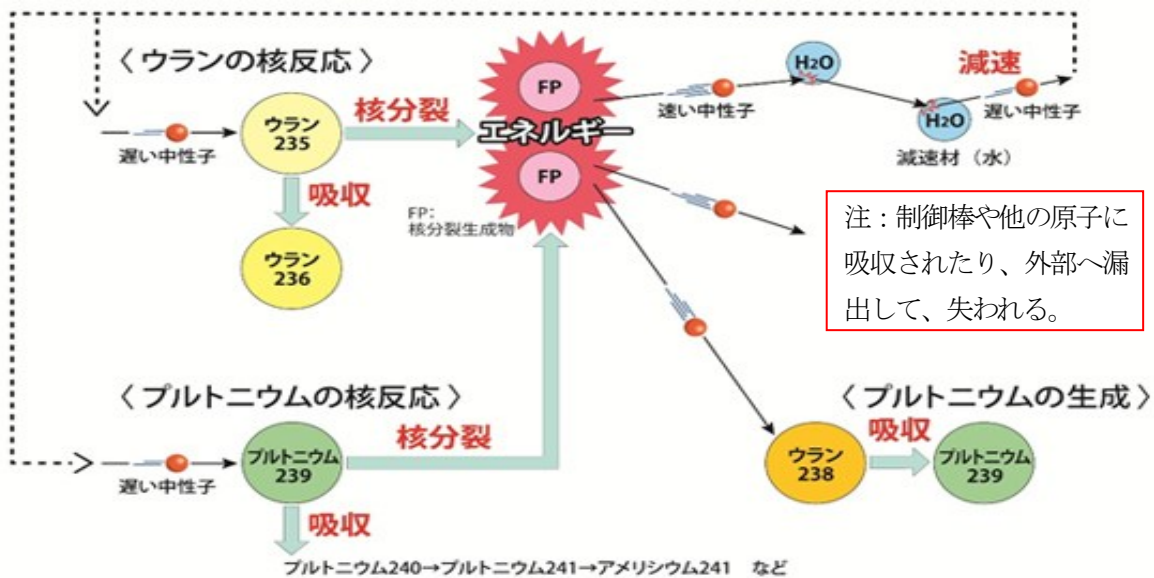 〈ウランの核反応〉
遅い中性子
ウラン
235
核分裂
吸収
ウラン
236
FP
エネルギー
FP
FP:
核分裂生成物
速い中性子
H2O
H2O
減速
遅い中性子
減速材（水）
注：制御棒や他の原子に
吸収されたり、外部へ漏
出して、失われる。
〈プルトニウムの核反応〉
遅い中性子
プルトニウム
239
核分裂
吸収
プルトニウム240→プルトニウム241→アメリシウム241 など
〈プルトニウムの生成〉
ウラン
238
吸収
プルトニウム
239